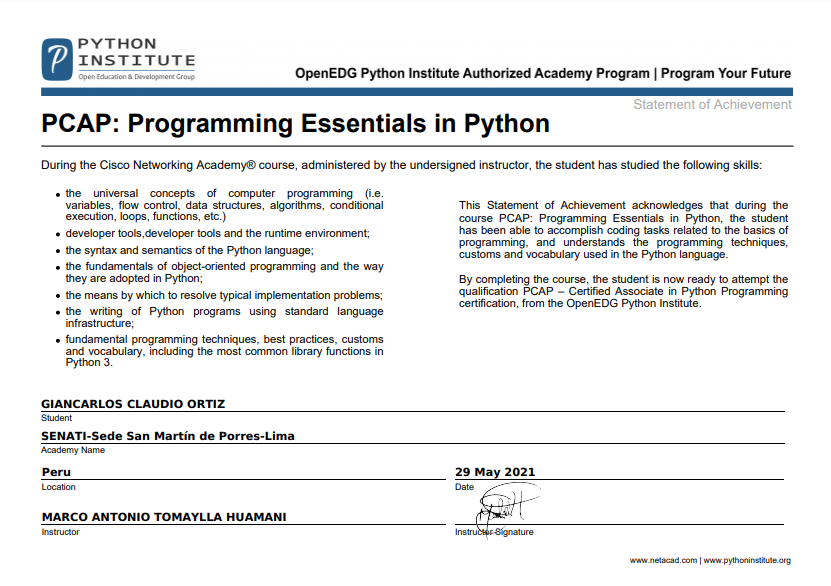 PYTHON
INSTITUTE
Open Education & Development Group
OpenEDG Python Institute Authorized Academy Program | Program Your Future
Statement of Achievement
PCAP: Programming Essentials in Python
During the Cisco Networking Academy® course, administered by the undersigned instructor, the student has studied the following skills:
• the universal concepts of computer programming (i.e.
variables, flow control, data structures, algorithms, conditional
execution, loops, functions, etc.)
• developer tools,developer tools and the runtime environment;
• the syntax and semantics of the Python language;
• the fundamentals of object-oriented programming and the way
they are adopted in Python;
• the means by which to resolve typical implementation problems;
• the writing of Python programs using standard language
infrastructure;
• fundamental programming techniques, best practices, customs
and vocabulary, including the most common library functions in
Python 3.
This Statement of Achievement acknowledges that during the
course PCAP: Programming Essentials in Python, the student
has been able to accomplish coding tasks related to the basics of
programming, and understands the programming techniques,
customs and vocabulary used in the Python language.
By completing the course, the student is now ready to attempt the
qualification PCAP – Certified Associate in Python Programming
certification, from the OpenEDG Python Institute.
GIANCARLOS CLAUDIO ORTIZ
Student
SENATI-Sede San Martín de Porres-Lima
Academy Name
Peru
Location
29 May 2021
Date
MARCO ANTONIO TOMAYLLA HUAMANI
Instructor
Instructor Signature
www.netacad.com | www.pythoninstitute.org